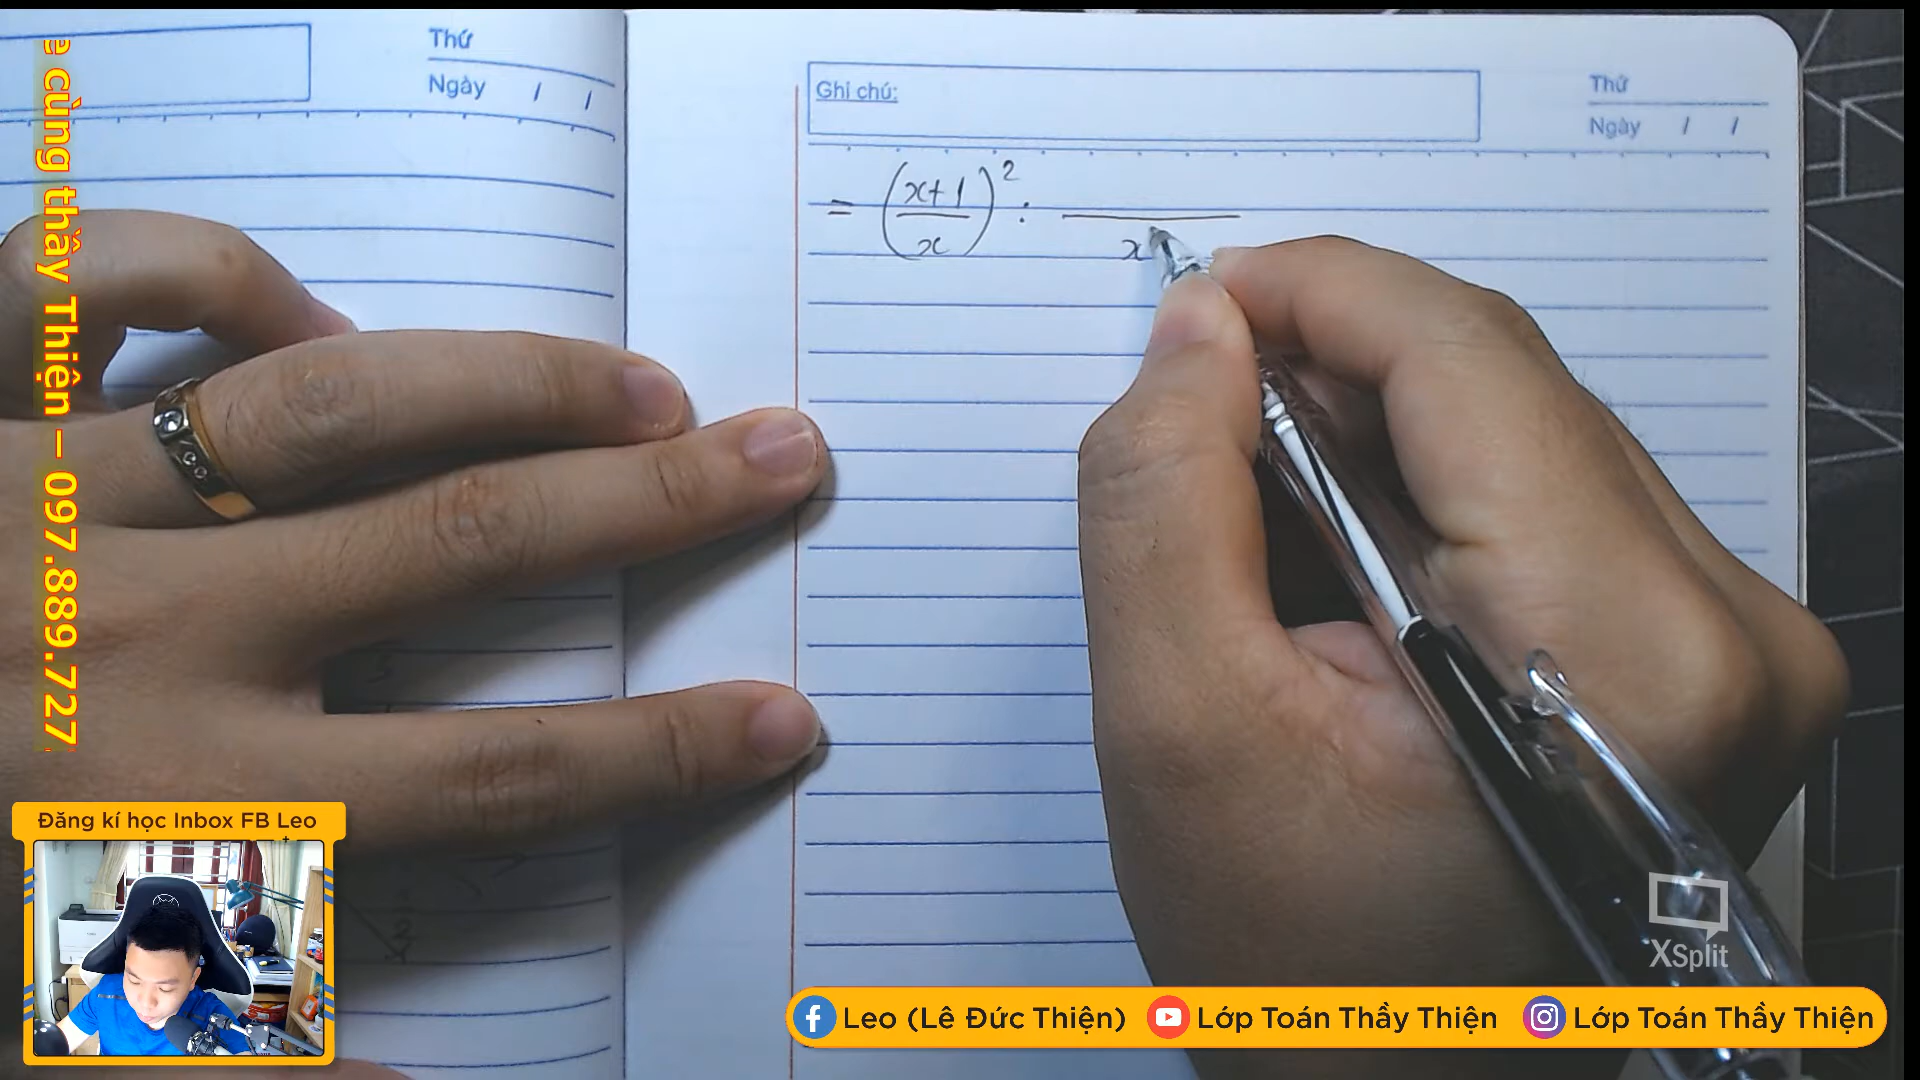 e cùng thầy Thiện – 097.889.727
Thứ
Ngày / /
Ghi chú:
Thứ
Ngày / /
= (x+1/x)² : /x
Đăng kí học Inbox FB Leo
XSplit
Leo (Lê Đức Thiện) Lớp Toán Thầy Thiện Lớp Toán Thầy Thiện